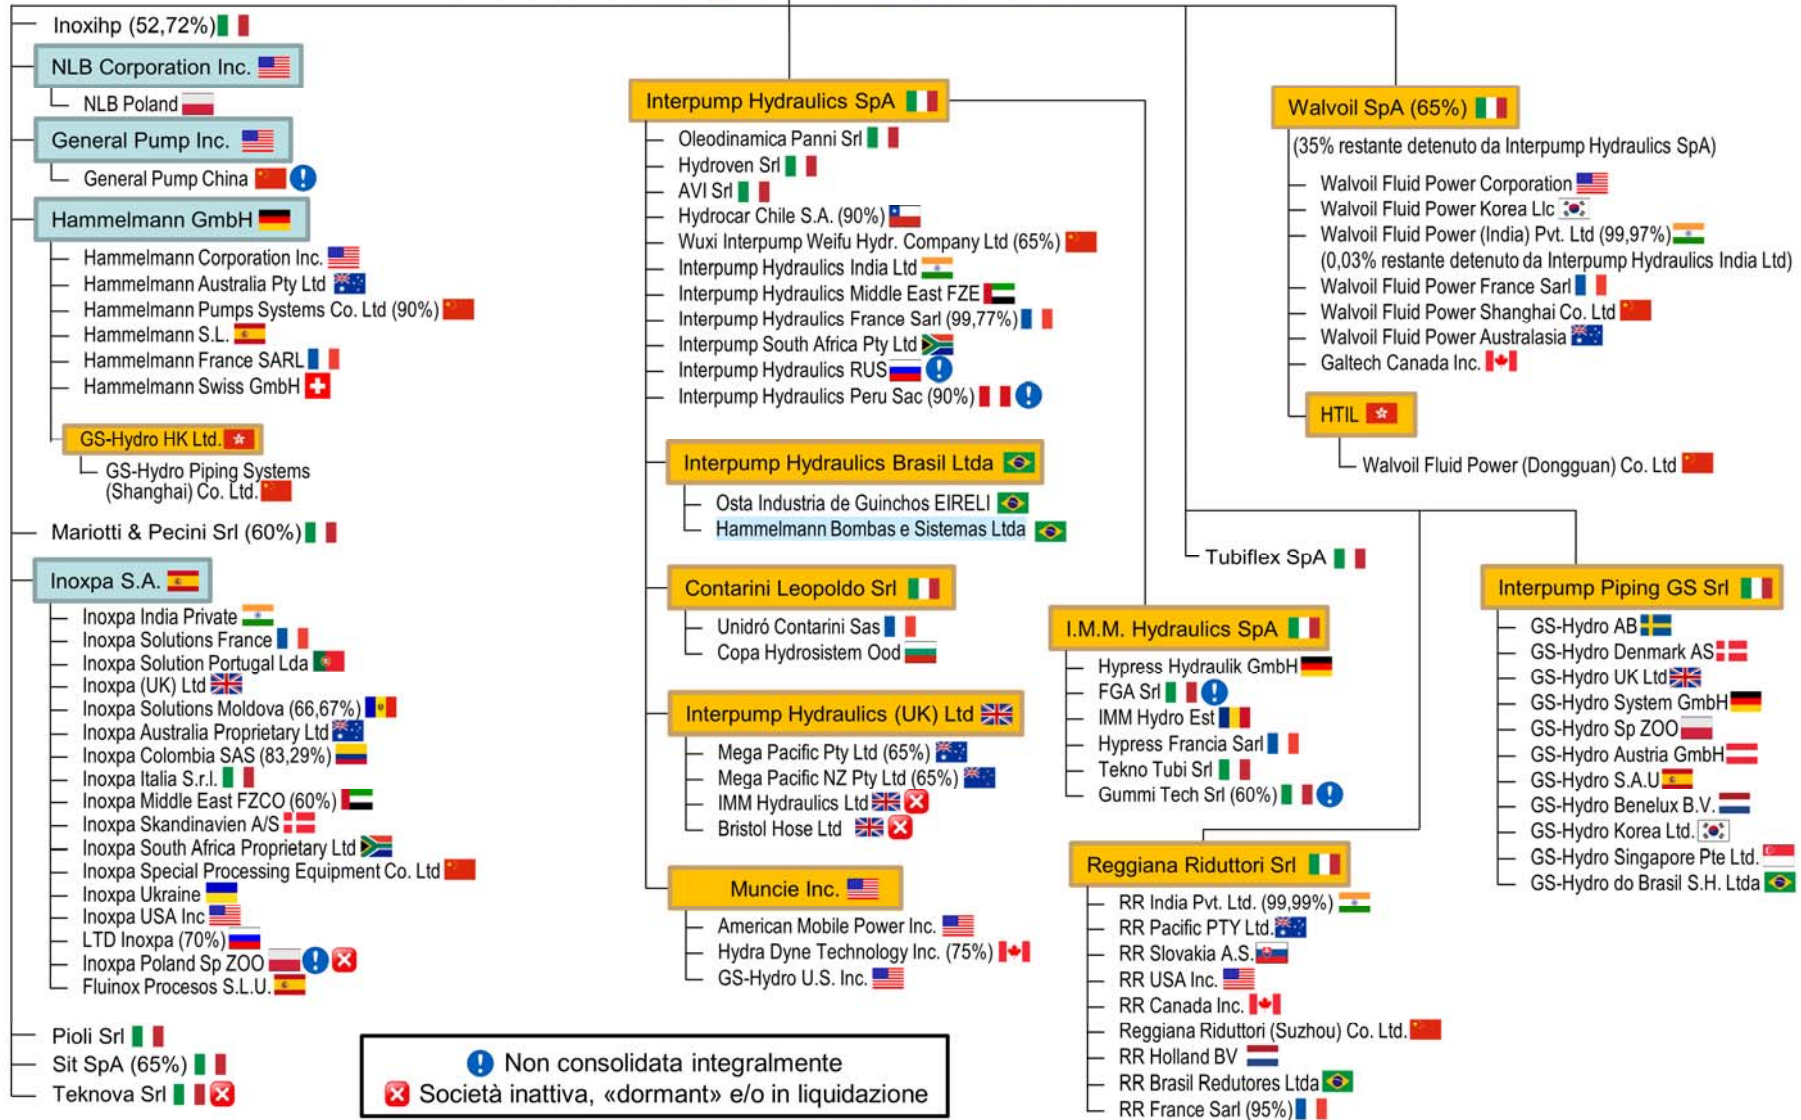 Inoxihp (52,72%)
NLB Corporation Inc.
NLB Poland
General Pump Inc.
General Pump China
Hammelmann GmbH
Hammelmann Corporation Inc.
Hammelmann Australia Pty Ltd
Hammelmann Pumps Systems Co. Ltd (90%)
Hammelmann S.L.
Hammelmann France SARL
Hammelmann Swiss GmbH
GS-Hydro HK Ltd.
GS-Hydro Piping Systems
(Shanghai) Co. Ltd.
Mariotti & Pecini Srl (60%)
Inoxpa S.A.
Inoxpa India Private
Inoxpa Solutions France
Inoxpa Solution Portugal Lda
Inoxpa (UK) Ltd
Inoxpa Solutions Moldova (66,67%)
Inoxpa Australia Proprietary Ltd
Inoxpa Colombia SAS (83,29%)
Inoxpa Italia S.r.l.
Inoxpa Middle East FZCO (60%)
Inoxpa Skandinavien A/S
Inoxpa South Africa Proprietary Ltd
Inoxpa Special Processing Equipment Co. Ltd
Inoxpa Ukraine
Inoxpa USA Inc
LTD Inoxpa (70%)
Inoxpa Poland Sp ZOO
Fluinox Procesos S.L.U.
Pioli Srl
Sit SpA (65%)
Teknova Srl
Interpump Hydraulics SpA
Oleodinamica Panni Srl
Hydroven Srl
AVI Srl
Hydrocar Chile S.A. (90%)
Wuxi Interpump Weifu Hydr. Company Ltd (65%)
Interpump Hydraulics India Ltd
Interpump Hydraulics Middle East FZE
Interpump Hydraulics France Sarl (99,77%)
Interpump South Africa Pty Ltd
Interpump Hydraulics RUS
Interpump Hydraulics Peru Sac (90%)
Interpump Hydraulics Brasil Ltda
Osta Industria de Guinchos EIRELI
Hammelmann Bombas e Sistemas Ltda
Contarini Leopoldo Srl
Unidró Contarini Sas
Copa Hydrosistem Ood
Interpump Hydraulics (UK) Ltd
Mega Pacific Pty Ltd (65%)
Mega Pacific NZ Pty Ltd (65%)
IMM Hydraulics Ltd
Bristol Hose Ltd
Muncie Inc.
American Mobile Power Inc.
Hydra Dyne Technology Inc. (75%)
GS-Hydro U.S. Inc.
Non consolidata integralmente
Società inattiva, «dormant» e/o in liquidazione
Walvoil SpA (65%)
(35% restante detenuto da Interpump Hydraulics SpA)
Walvoil Fluid Power Corporation
Walvoil Fluid Power Korea Llc
Walvoil Fluid Power (India) Pvt. Ltd (99,97%)
(0,03% restante detenuto da Interpump Hydraulics India Ltd)
Walvoil Fluid Power France Sarl
Walvoil Fluid Power Shanghai Co. Ltd
Walvoil Fluid Power Australasia
Galtech Canada Inc.
HTIL
Walvoil Fluid Power (Dongguan) Co. Ltd
Tubiflex SpA
I.M.M. Hydraulics SpA
Hypress Hydraulik GmbH
FGA Srl
IMM Hydro Est
Hypress Francia Sarl
Tekno Tubi Srl
Gummi Tech Srl (60%)
Reggiana Riduttori Srl
RR India Pvt. Ltd. (99,99%)
RR Pacific PTY Ltd.
RR Slovakia A.S.
RR USA Inc.
RR Canada Inc.
Reggiana Riduttori (Suzhou) Co. Ltd.
RR Holland BV
RR Brasil Redutores Ltda
RR France Sarl (95%)
Interpump Piping GS Srl
GS-Hydro AB
GS-Hydro Denmark AS
GS-Hydro UK Ltd
GS-Hydro System GmbH
GS-Hydro Sp ZOO
GS-Hydro Austria GmbH
GS-Hydro S.A.U
GS-Hydro Benelux B.V.
GS-Hydro Korea Ltd.
GS-Hydro Singapore Pte Ltd.
GS-Hydro do Brasil S.H. Ltda